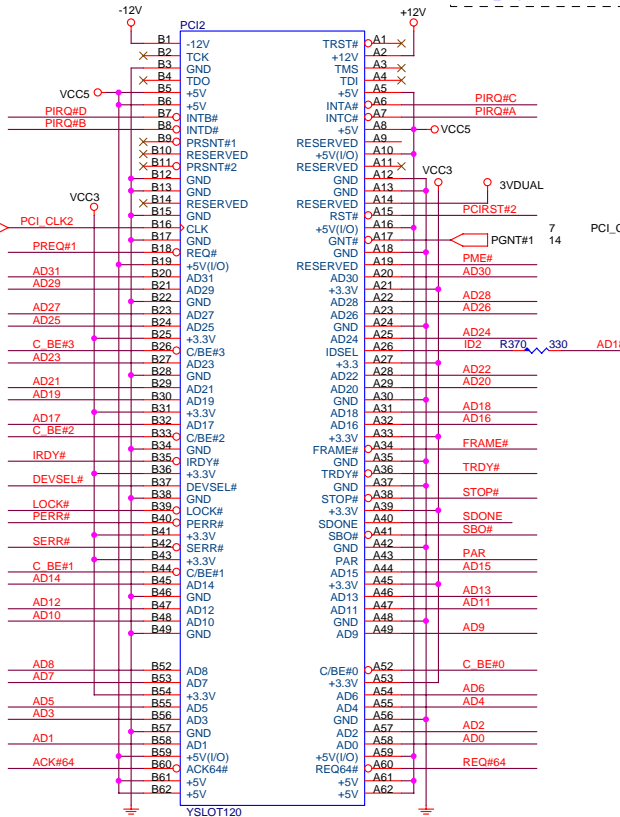 -12V PCI2 +12V
B1 -12V TRST# A1
B2 TCK +12V A2
B3 GND TMS A3
B4 TDO TDI A4
VCC5 B5 +5V +5V A5
B6 +5V INTA# A6 PIRQ#C
PIRQ#D B7 INTB# INTC# A7 PIRQ#A
PIRQ#B B8 INTD# +5V A8 VCC5
B9 PRSNT#1 RESERVED A9
B10 RESERVED +5V(I/O) A10
B11 PRSNT#2 RESERVED A11
B12 GND GND A12 VCC3
B13 GND GND A13 3VDUAL
VCC3 B14 RESERVED RESERVED A14
B15 GND RST# A15 PCIRST#2
PCI_CLK2 B16 CLK +5V(I/O) A16 7 PCI_C
B17 GND GNT# A17 PGNT#1 14
PREQ#1 B18 REQ# GND A18
B19 +5V(I/O) RESERVED A19 PME#
AD31 B20 AD31 AD30 A20 AD30
AD29 B21 AD29 +3.3V A21
B22 GND AD28 A22 AD28
AD27 B23 AD27 AD26 A23 AD26
AD25 B24 AD25 GND A24
B25 +3.3V AD24 A25 AD24
C_BE#3 B26 C/BE#3 IDSEL A26 ID2 R370 330 AD18
AD23 B27 AD23 +3.3 A27
B28 GND AD22 A28 AD22
AD21 B29 AD21 AD20 A29 AD20
AD19 B30 AD19 GND A30
B31 +3.3V AD18 A31 AD18
AD17 B32 AD17 AD16 A32 AD16
C_BE#2 B33 C/BE#2 +3.3V A33
B34 GND FRAME# A34 FRAME#
IRDY# B35 IRDY# GND A35
B36 +3.3V TRDY# A36 TRDY#
DEVSEL# B37 DEVSEL# GND A37
B38 GND STOP# A38 STOP#
LOCK# B39 LOCK# +3.3V A39
PERR# B40 PERR# SDONE A40 SDONE
B41 +3.3V SBO# A41 SBO#
SERR# B42 SERR# GND A42
B43 +3.3V PAR A43 PAR
C_BE#1 B44 C/BE#1 AD15 A44 AD15
AD14 B45 AD14 +3.3V A45
B46 GND AD13 A46 AD13
AD12 B47 AD12 AD11 A47 AD11
AD10 B48 AD10 GND A48
B49 GND AD9 A49 AD9
AD8 B52 AD8 C/BE#0 A52 C_BE#0
AD7 B53 AD7 +3.3V A53
B54 +3.3V AD6 A54 AD6
AD5 B55 AD5 AD4 A55 AD4
AD3 B56 AD3 GND A56
B57 GND AD2 A57 AD2
AD1 B58 AD1 AD0 A58 AD0
B59 +5V(I/O) +5V(I/O) A59
ACK#64 B60 ACK64# REQ64# A60 REQ#64
B61 +5V +5V A61
B62 +5V +5V A62
YSLOT120